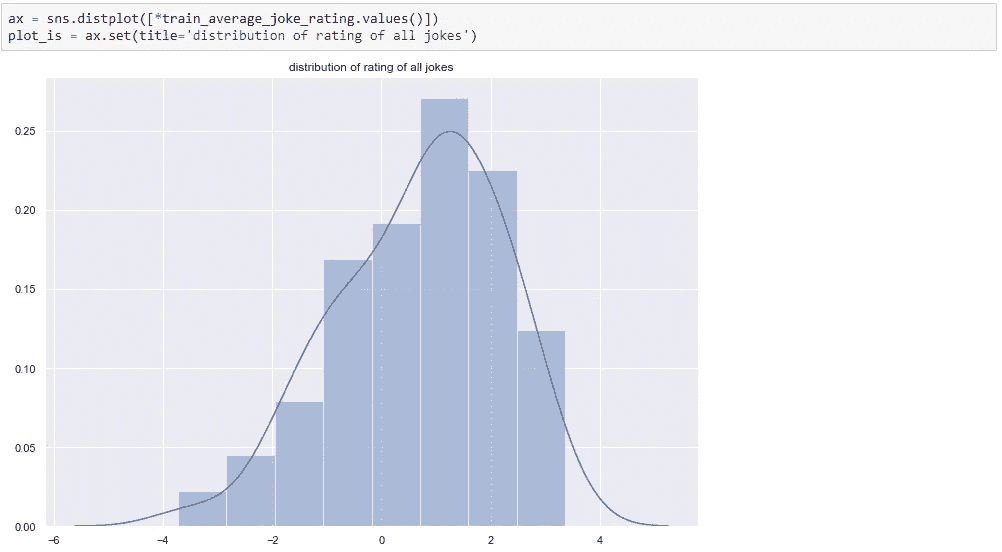 ax = sns.distplot([*train_average_joke_rating.values()])
plot_is = ax.set(title='distribution of rating of all jokes')
distribution of rating of all jokes
0.25
0.20
0.15
0.10
0.05
0.00
−6 −4 −2 0 2 4